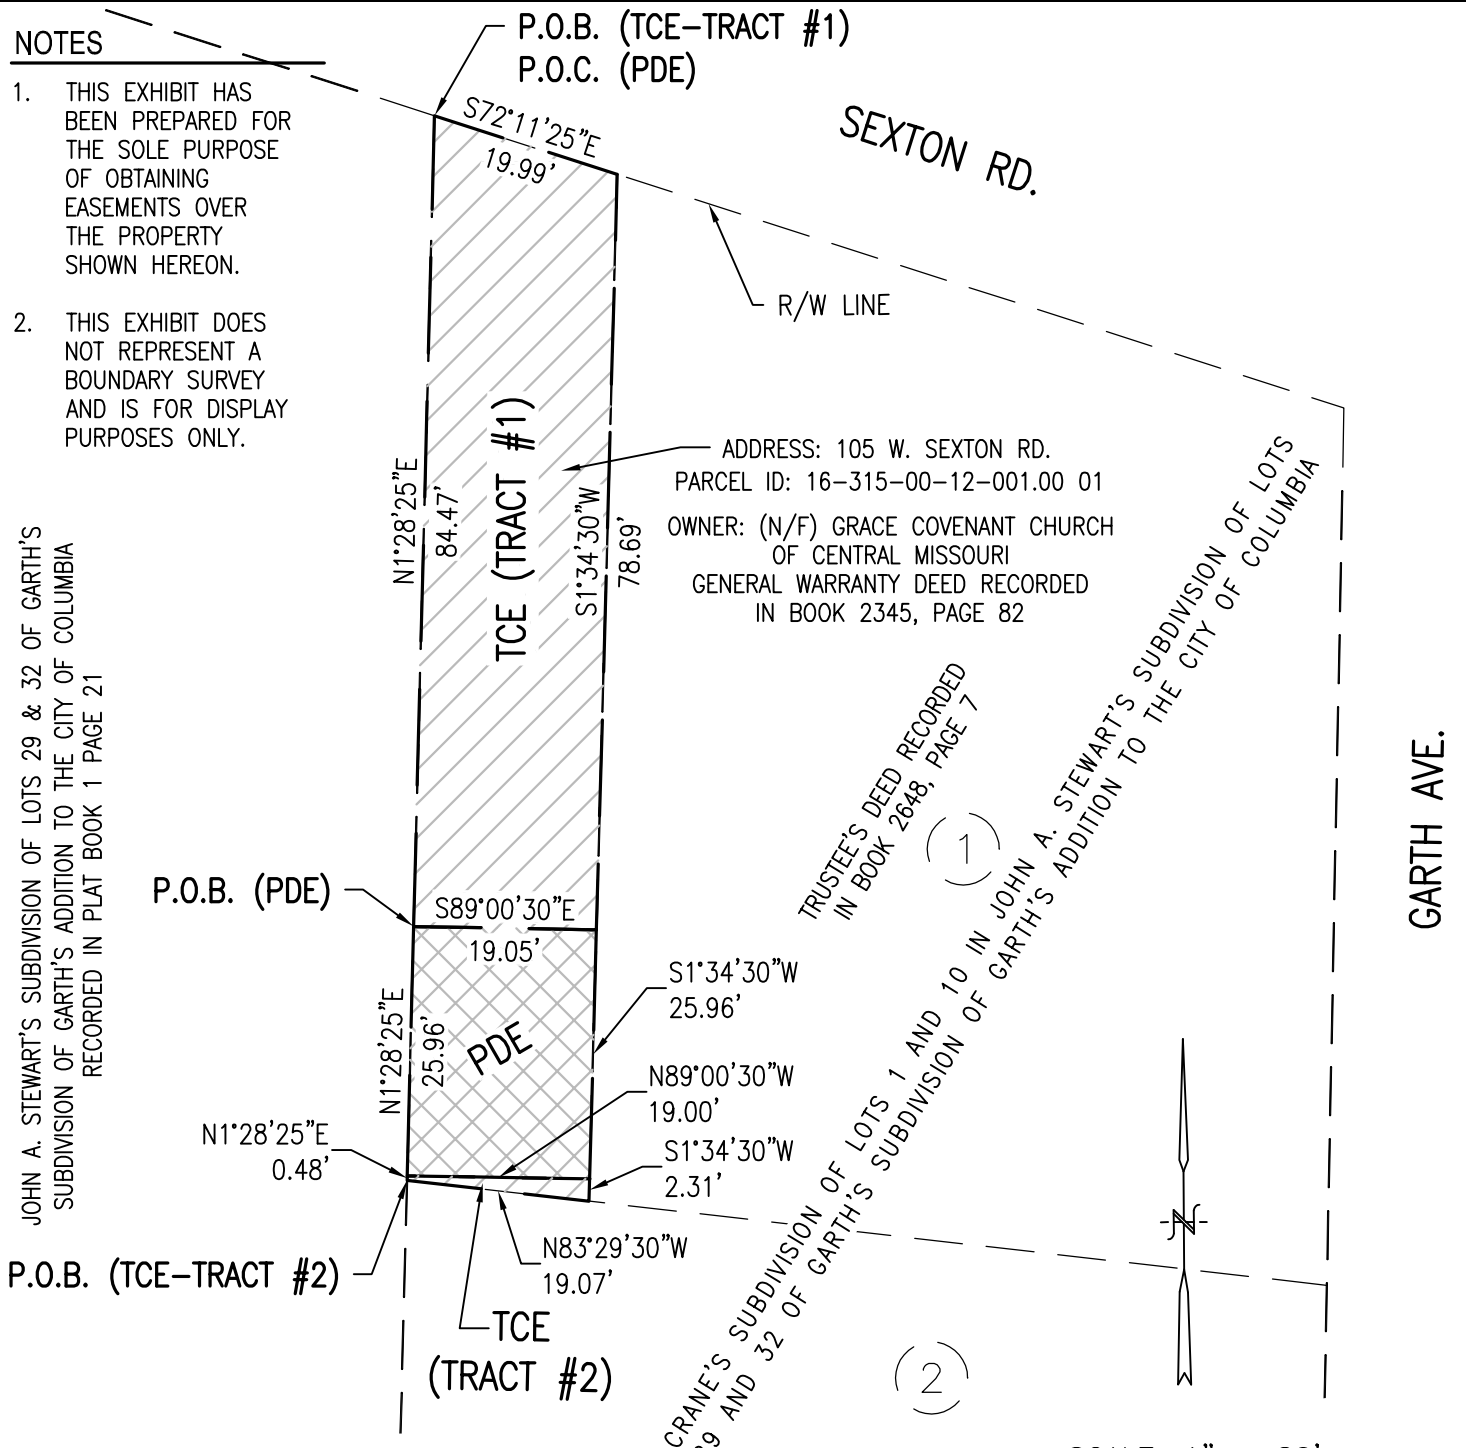 NOTES
1. THIS EXHIBIT HAS
BEEN PREPARED FOR
THE SOLE PURPOSE
OF OBTAINING
EASEMENTS OVER
THE PROPERTY
SHOWN HEREON.
2. THIS EXHIBIT DOES
NOT REPRESENT A
BOUNDARY SURVEY
AND IS FOR DISPLAY
PURPOSES ONLY.
P.O.B. (TCE-TRACT #1)
P.O.C. (PDE)
S72°11'25"E
19.99'
SEXTON RD.
R/W LINE
TCE (TRACT #1)
N1°28'25"E
84.47'
S1°34'30"W
78.69'
ADDRESS: 105 W. SEXTON RD.
PARCEL ID: 16-315-00-12-001.00 01
OWNER: (N/F) GRACE COVENANT CHURCH
OF CENTRAL MISSOURI
GENERAL WARRANTY DEED RECORDED
IN BOOK 2345, PAGE 82
JOHN A. STEWART'S SUBDIVISION OF LOTS 29 & 32 OF GARTH'S
SUBDIVISION OF GARTH'S ADDITION TO THE CITY OF COLUMBIA
RECORDED IN PLAT BOOK 1 PAGE 21
TRUSTEE'S DEED RECORDED
IN BOOK 2648, PAGE 7
1
CRANE'S SUBDIVISION OF LOTS 1 AND 10 IN JOHN A. STEWART'S SUBDIVISION OF LOTS
29 AND 32 OF GARTH'S SUBDIVISION OF GARTH'S ADDITION TO THE CITY OF COLUMBIA
GARTH AVE.
P.O.B. (PDE)
S89°00'30"E
19.05'
S1°34'30"W
25.96'
PDE
N1°28'25"E
25.96'
N89°00'30"W
19.00'
N1°28'25"E
0.48'
S1°34'30"W
2.31'
N83°29'30"W
19.07'
P.O.B. (TCE-TRACT #2)
TCE
(TRACT #2)
2
N